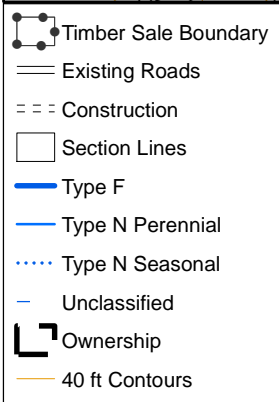 Timber Sale Boundary
Existing Roads
Construction
Section Lines
Type F
Type N Perennial
Type N Seasonal
Unclassified
Ownership
40 ft Contours